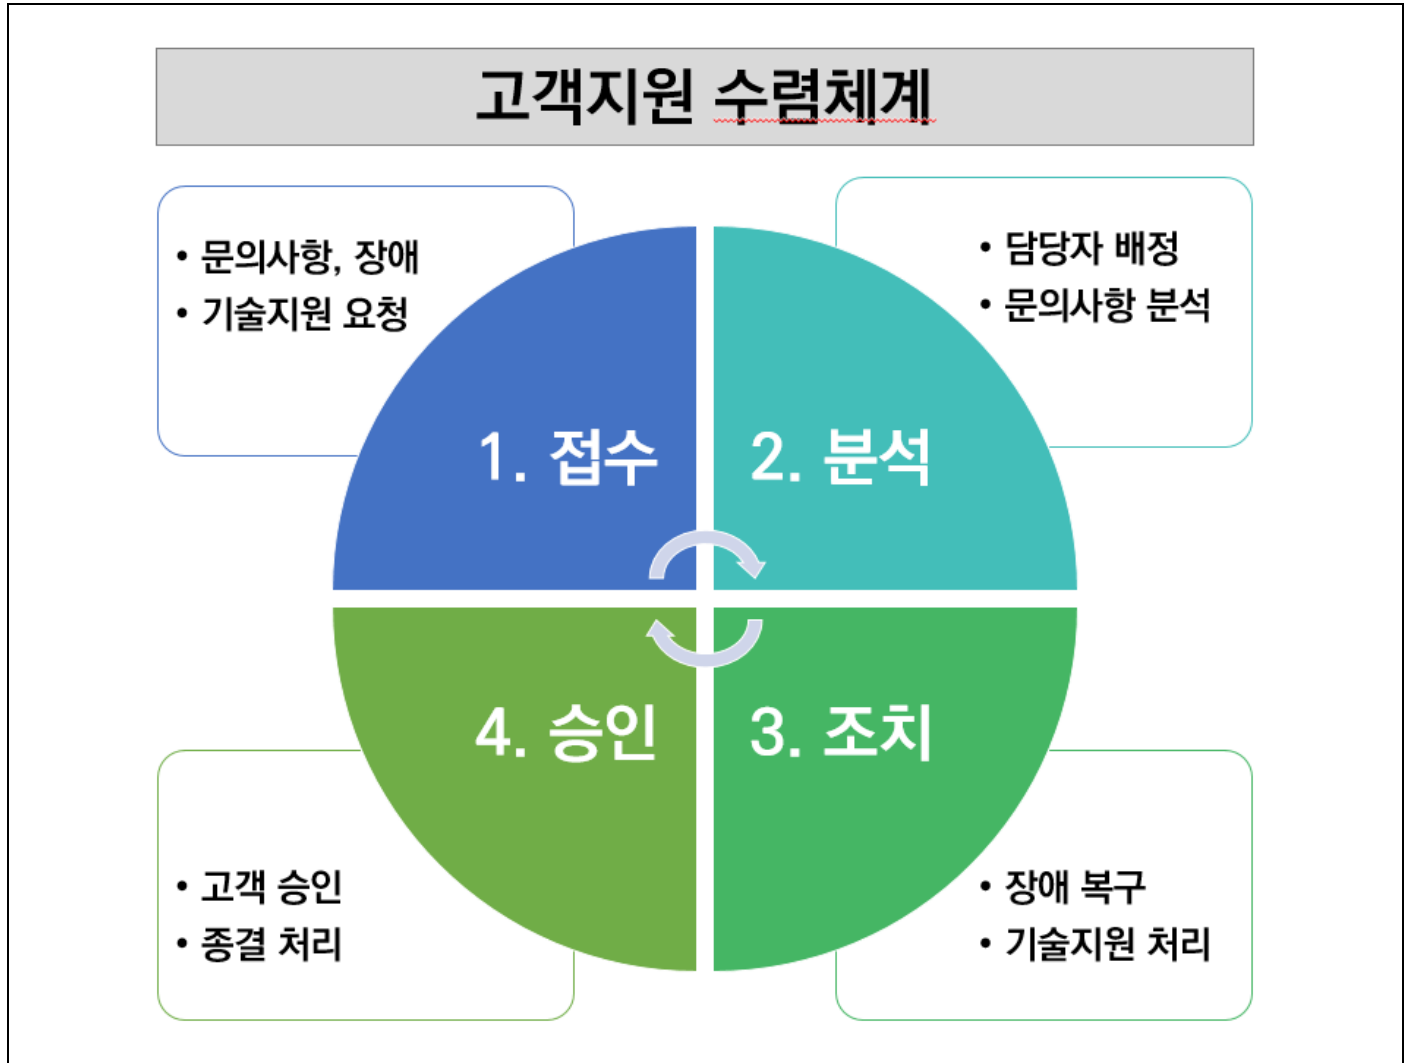 고객지원 수렴체계
• 문의사항, 장애
• 기술지원 요청
• 담당자 배정
• 문의사항 분석
1. 접수
2. 분석
4. 승인
3. 조치
• 고객 승인
• 종결 처리
• 장애 복구
• 기술지원 처리